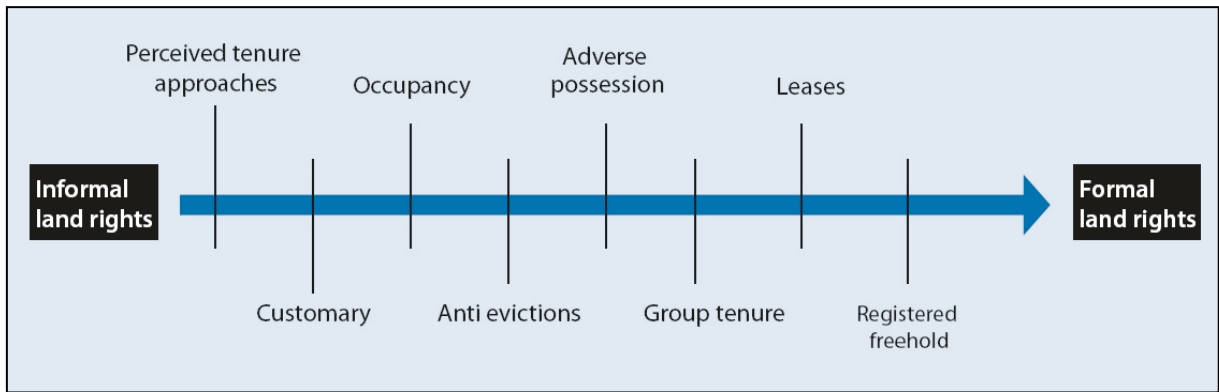 Perceived tenure
approaches
Occupancy
Adverse
possession
Leases
Informal
land rights
Formal
land rights
Customary
Anti evictions
Group tenure
Registered
freehold